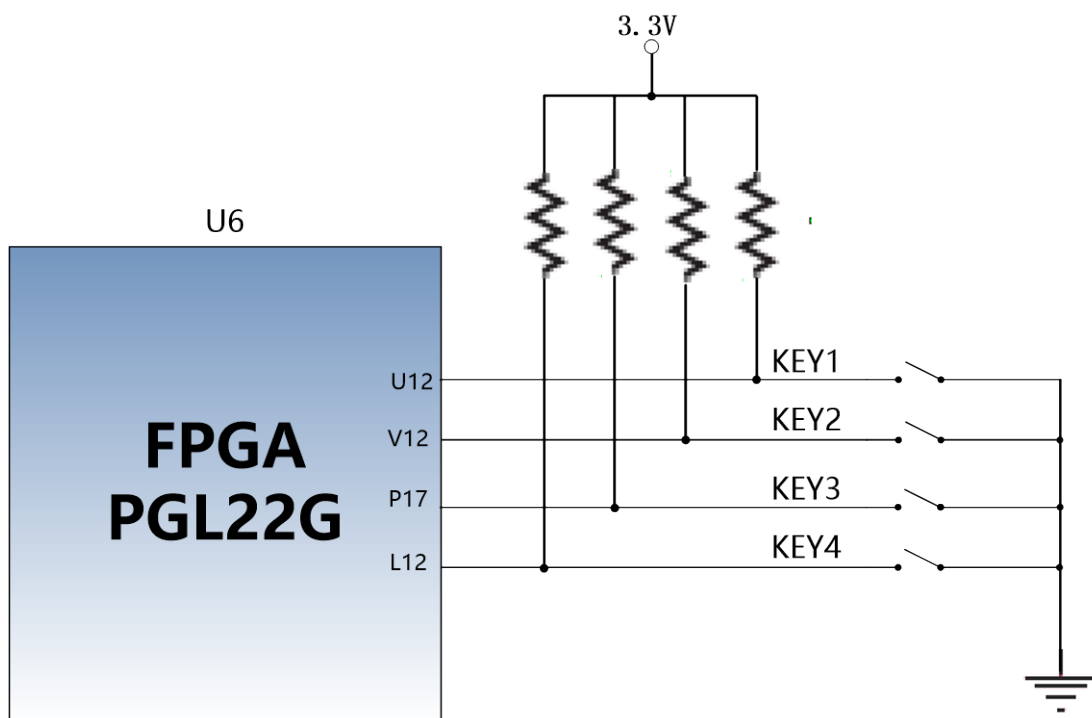 3.3V
U6
FPGA
PGL22G
U12
V12
P17
L12
KEY1
KEY2
KEY3
KEY4